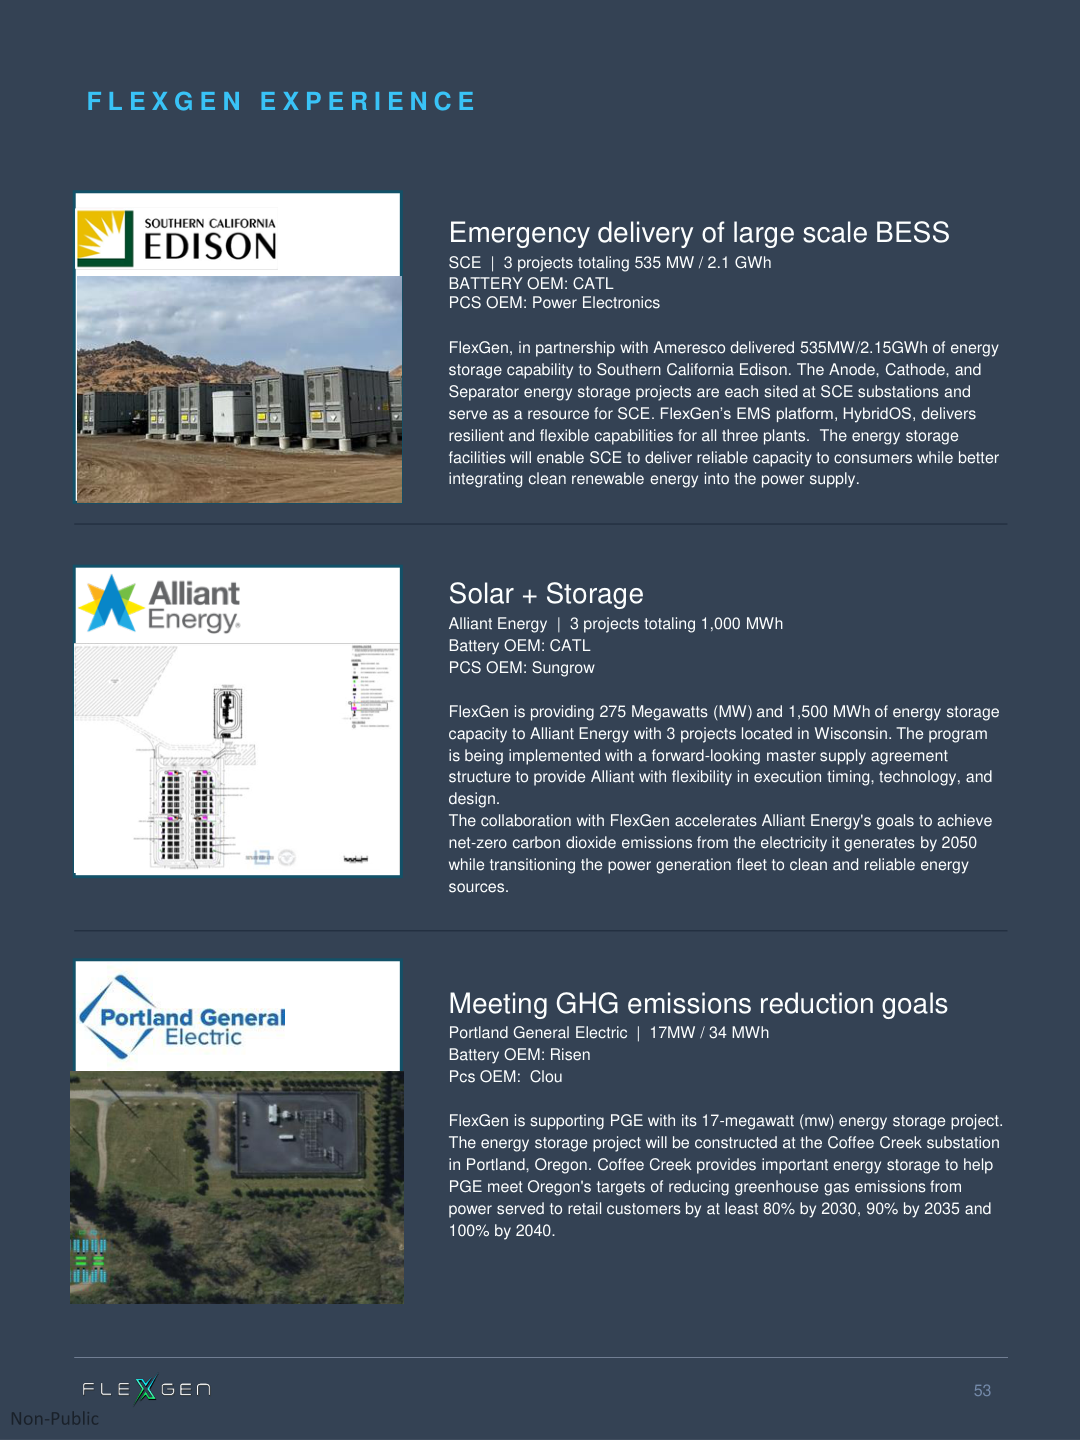 FLEXGEN EXPERIENCE
SOUTHERN CALIFORNIA
EDISON
Emergency delivery of large scale BESS
SCE | 3 projects totaling 535 MW / 2.1 GWh
BATTERY OEM: CATL
PCS OEM: Power Electronics
FlexGen, in partnership with Ameresco delivered 535MW/2.15GWh of energy
storage capability to Southern California Edison. The Anode, Cathode, and
Separator energy storage projects are each sited at SCE substations and
serve as a resource for SCE. FlexGen's EMS platform, HybridOS, delivers
resilient and flexible capabilities for all three plants.  The energy storage
facilities will enable SCE to deliver reliable capacity to consumers while better
integrating clean renewable energy into the power supply.
Alliant
Energy®
Solar + Storage
Alliant Energy | 3 projects totaling 1,000 MWh
Battery OEM: CATL
PCS OEM: Sungrow
FlexGen is providing 275 Megawatts (MW) and 1,500 MWh of energy storage
capacity to Alliant Energy with 3 projects located in Wisconsin. The program
is being implemented with a forward-looking master supply agreement
structure to provide Alliant with flexibility in execution timing, technology, and
design.
The collaboration with FlexGen accelerates Alliant Energy's goals to achieve
net-zero carbon dioxide emissions from the electricity it generates by 2050
while transitioning the power generation fleet to clean and reliable energy
sources.
Portland General
Electric
Meeting GHG emissions reduction goals
Portland General Electric | 17MW / 34 MWh
Battery OEM: Risen
Pcs OEM:  Clou
FlexGen is supporting PGE with its 17-megawatt (mw) energy storage project.
The energy storage project will be constructed at the Coffee Creek substation
in Portland, Oregon. Coffee Creek provides important energy storage to help
PGE meet Oregon's targets of reducing greenhouse gas emissions from
power served to retail customers by at least 80% by 2030, 90% by 2035 and
100% by 2040.
FLEXGEN
53
Non-Public